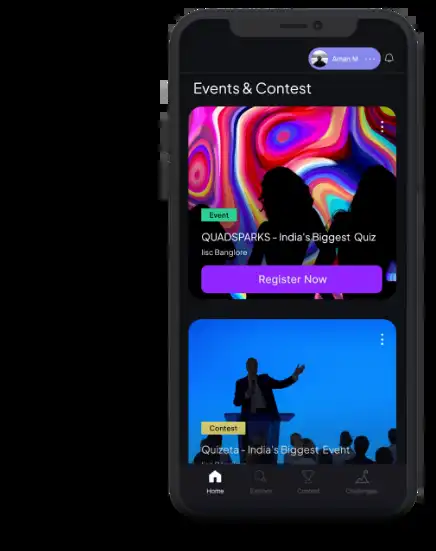 Aman M
Events & Contest
Event
QUADSPARKS - India's Biggest Quiz
Iisc Banglore
Register Now
Contest
Quizeta - India's Biggest Event
Home
Explore
Contest
Challenges